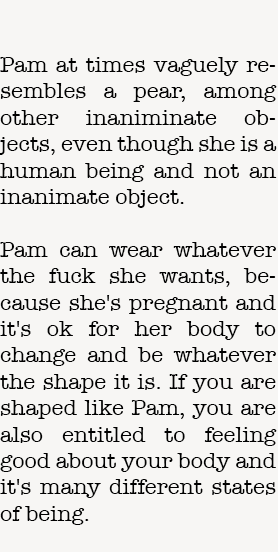 Pam at times vaguely re-
sembles a pear, among
other inaniminate ob-
jects, even though she is a
human being and not an
inanimate object.

Pam can wear whatever
the fuck she wants, be-
cause she's pregnant and
it's ok for her body to
change and be whatever
the shape it is. If you are
shaped like Pam, you are
also entitled to feeling
good about your body and
it's many different states
of being.